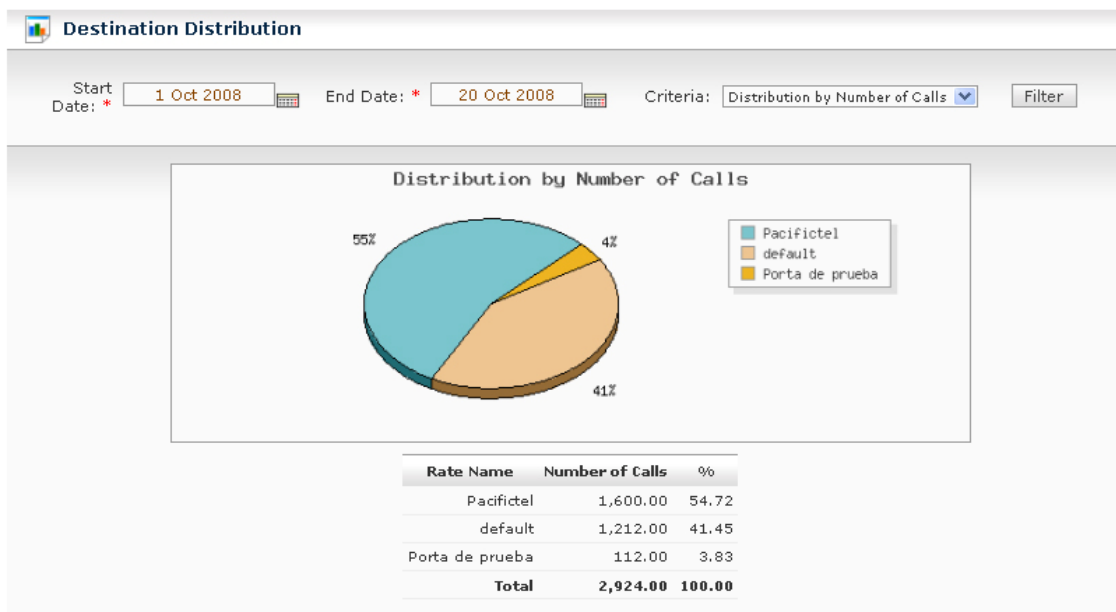 Destination Distribution
Start Date: * 1 Oct 2008 End Date: * 20 Oct 2008 Criteria: Distribution by Number of Calls Filter
Distribution by Number of Calls
55%
4%
41%
Pacifictel
default
Porta de prueba
Rate Name Number of Calls %
Pacifictel 1,600.00 54.72
default 1,212.00 41.45
Porta de prueba 112.00 3.83
Total 2,924.00 100.00